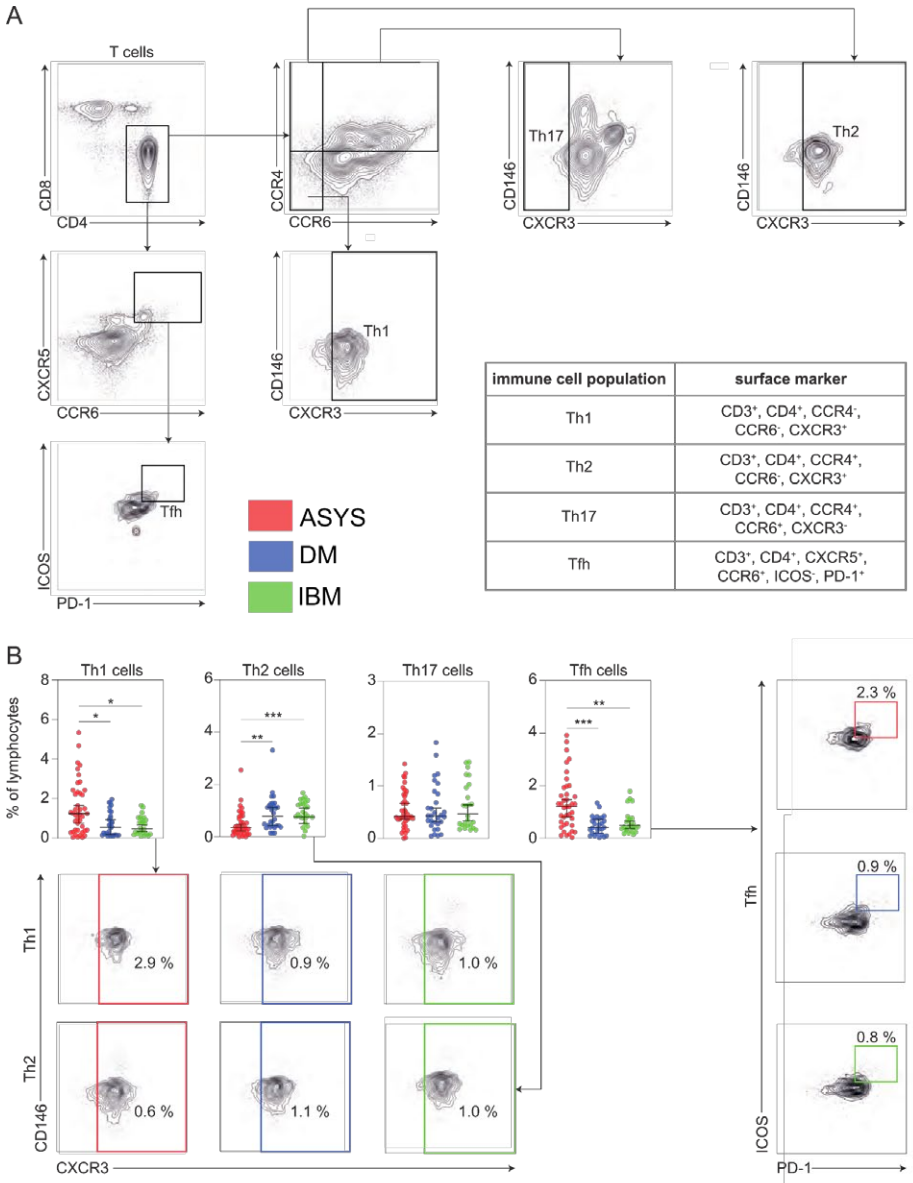 A
T cells
CD8
CD4
CCR4
CCR6
Th17
CD146
CXCR3
Th2
CD146
CXCR3
CXCR5
CCR6
Th1
CD146
CXCR3
Tfh
ICOS
PD-1
ASYS
DM
IBM
immune cell population surface marker
Th1 CD3⁺, CD4⁺, CCR4⁻,
CCR6⁻, CXCR3⁺
Th2 CD3⁺, CD4⁺, CCR4⁺,
CCR6⁻, CXCR3⁺
Th17 CD3⁺, CD4⁺, CCR4⁺,
CCR6⁺, CXCR3⁻
Tfh CD3⁺, CD4⁺, CXCR5⁺,
CCR6⁺, ICOS⁻, PD-1⁺
B
Th1 cells
% of lymphocytes
8
6
4
2
0
*
*
Th2 cells
6
4
2
0
***
**
Th17 cells
3
2
1
0
Tfh cells
6
4
2
0
**
***
Th1
2.9 %
0.9 %
1.0 %
Th2
0.6 %
1.1 %
1.0 %
CD146
CXCR3
2.3 %
0.9 %
0.8 %
Tfh
ICOS
PD-1